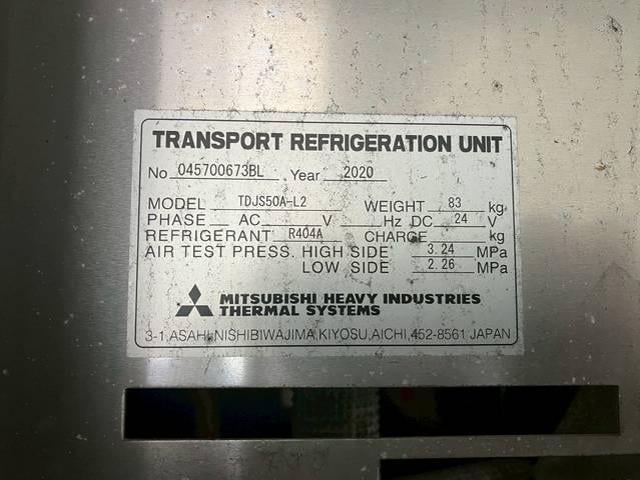 TRANSPORT REFRIGERATION UNIT
No. 045700673BL Year 2020
MODEL TDJS50A-L2 WEIGHT 83 kg
PHASE AC V Hz DC 24 V
REFRIGERANT R404A CHARGE kg
AIR TEST PRESS. HIGH SIDE 3.24 MPa
LOW SIDE 2.26 MPa
MITSUBISHI HEAVY INDUSTRIES
THERMAL SYSTEMS
3-1,ASAHI,NISHIBIWAJIMA,KIYOSU,AICHI,452-8561 JAPAN